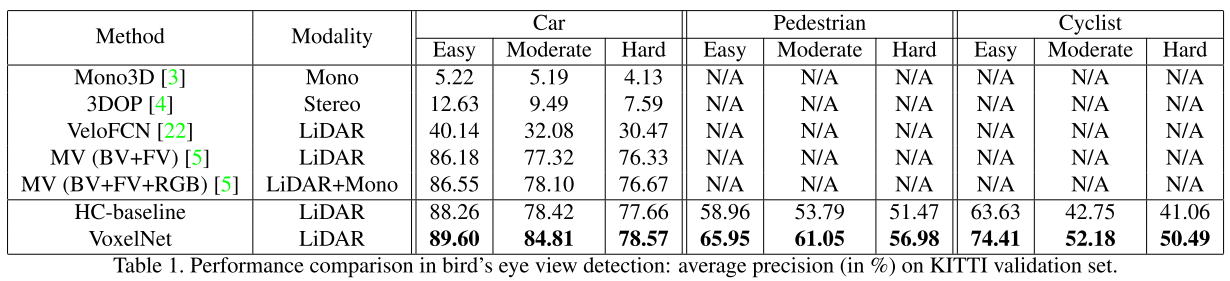 Method Modality Car Pedestrian Cyclist
Easy Moderate Hard Easy Moderate Hard Easy Moderate Hard
Mono3D [3] Mono 5.22 5.19 4.13 N/A N/A N/A N/A N/A N/A
3DOP [4] Stereo 12.63 9.49 7.59 N/A N/A N/A N/A N/A N/A
VeloFCN [22] LiDAR 40.14 32.08 30.47 N/A N/A N/A N/A N/A N/A
MV (BV+FV) [5] LiDAR 86.18 77.32 76.33 N/A N/A N/A N/A N/A N/A
MV (BV+FV+RGB) [5] LiDAR+Mono 86.55 78.10 76.67 N/A N/A N/A N/A N/A N/A
HC-baseline LiDAR 88.26 78.42 77.66 58.96 53.79 51.47 63.63 42.75 41.06
VoxelNet LiDAR 89.60 84.81 78.57 65.95 61.05 56.98 74.41 52.18 50.49
Table 1. Performance comparison in bird's eye view detection: average precision (in %) on KITTI validation set.